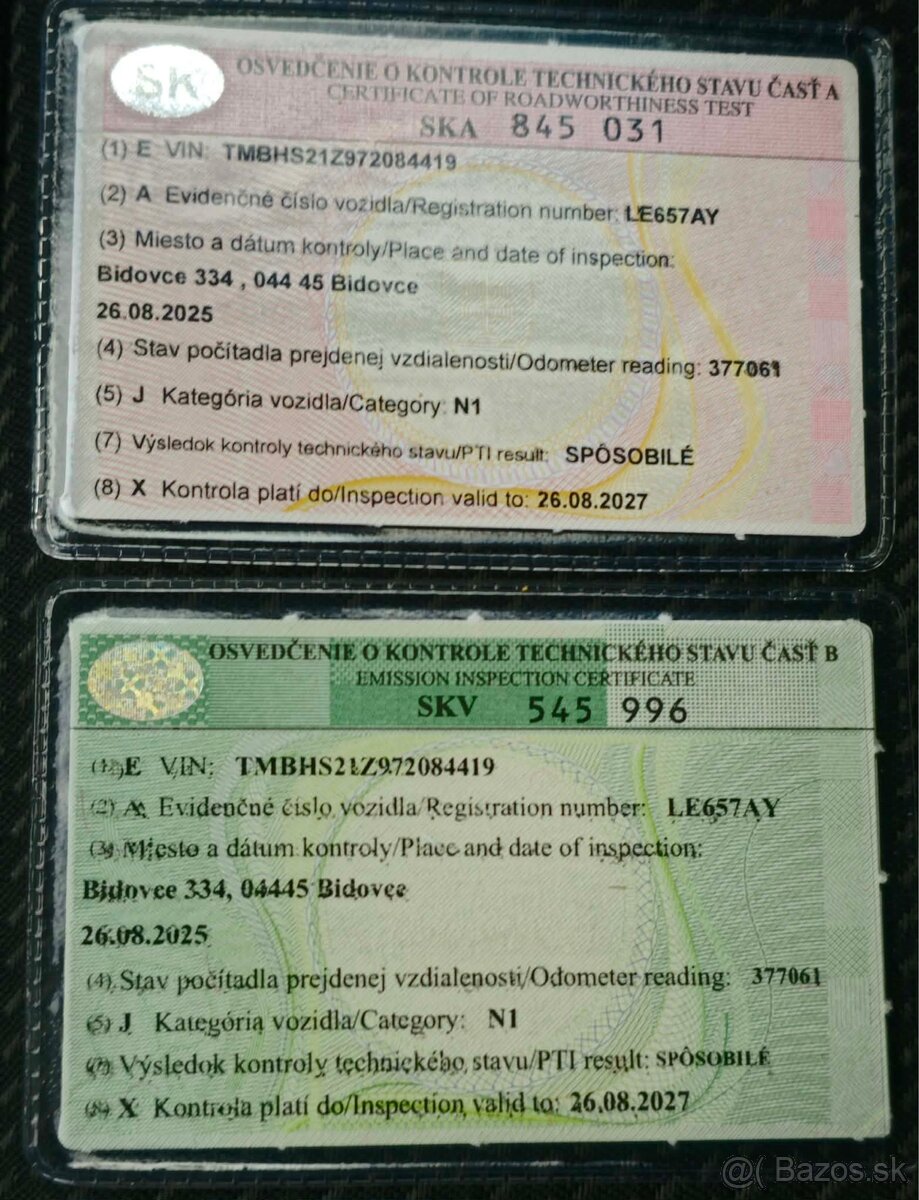 SK
OSVEDČENIE O KONTROLE TECHNICKÉHO STAVU ČASŤ A
CERTIFICATE OF ROADWORTHINESS TEST
SKA 845 031
(1) E VIN: TMBHS21Z972084419
(2) A Evidenčné číslo vozidla/Registration number: LE657AY
(3) Miesto a dátum kontroly/Place and date of inspection:
Bidovce 334 , 044 45 Bidovce
26.08.2025
(4) Stav počítadla prejdenej vzdialenosti/Odometer reading: 377061
(5) J Kategória vozidla/Category: N1
(7) Výsledok kontroly technického stavu/PTI result: SPÔSOBILÉ
(8) X Kontrola platí do/Inspection valid to: 26.08.2027
OSVEDČENIE O KONTROLE TECHNICKÉHO STAVU ČASŤ B
EMISSION INSPECTION CERTIFICATE
SKV 545 996
(1) E VIN: TMBHS21Z972084419
(2) A Evidenčné číslo vozidla/Registration number: LE657AY
(3) Miesto a dátum kontroly/Place and date of inspection:
Bidovce 334, 04445 Bidovce
26.08.2025
(4) Stav počítadla prejdenej vzdialenosti/Odometer reading: 377061
(5) J Kategória vozidla/Category: N1
(7) Výsledok kontroly technického stavu/PTI result: SPÔSOBILÉ
(8) X Kontrola platí do/Inspection valid to: 26.08.2027
@( Bazos.sk